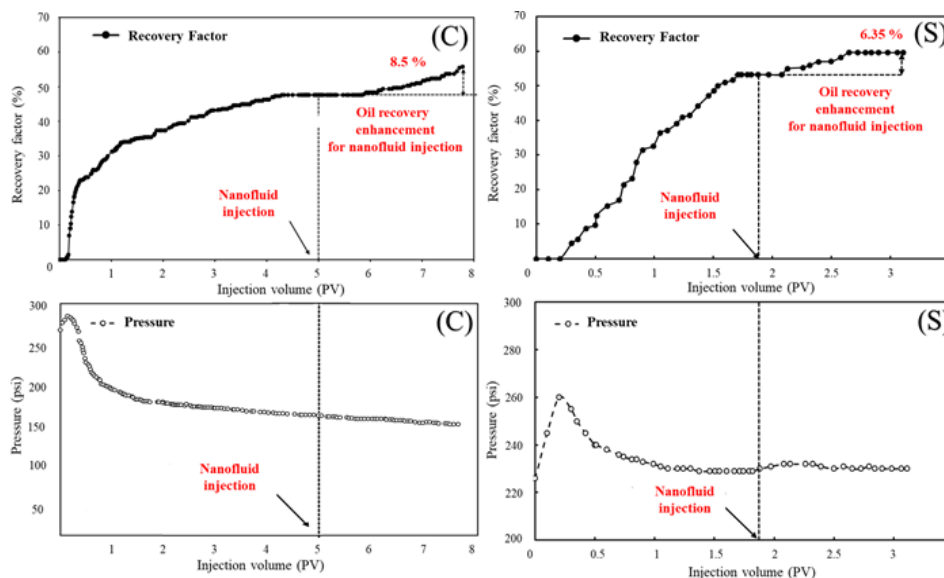 70
60
50
40
30
20
10
0
Recovery factor (%)
Recovery Factor
(C)
8.5 %
Oil recovery
enhancement
for nanofluid injection
Nanofluid
injection
1
2
3
4
5
6
7
8
Injection volume (PV)
70
60
50
40
30
20
10
0
Recovery factor (%)
Recovery Factor
(S)
6.35 %
Oil recovery
enhancement
for nanofluid injection
Nanofluid
injection
0
0.5
1
1.5
2
2.5
3
Injection volume (PV)
300
250
200
150
100
50
Pressure (psi)
Pressure
(C)
Nanofluid
injection
1
2
3
4
5
6
7
8
Injection volume (PV)
300
280
260
240
220
200
Pressure (psi)
Pressure
(S)
Nanofluid
injection
0
0.5
1
1.5
2
2.5
3
Injection volume (PV)